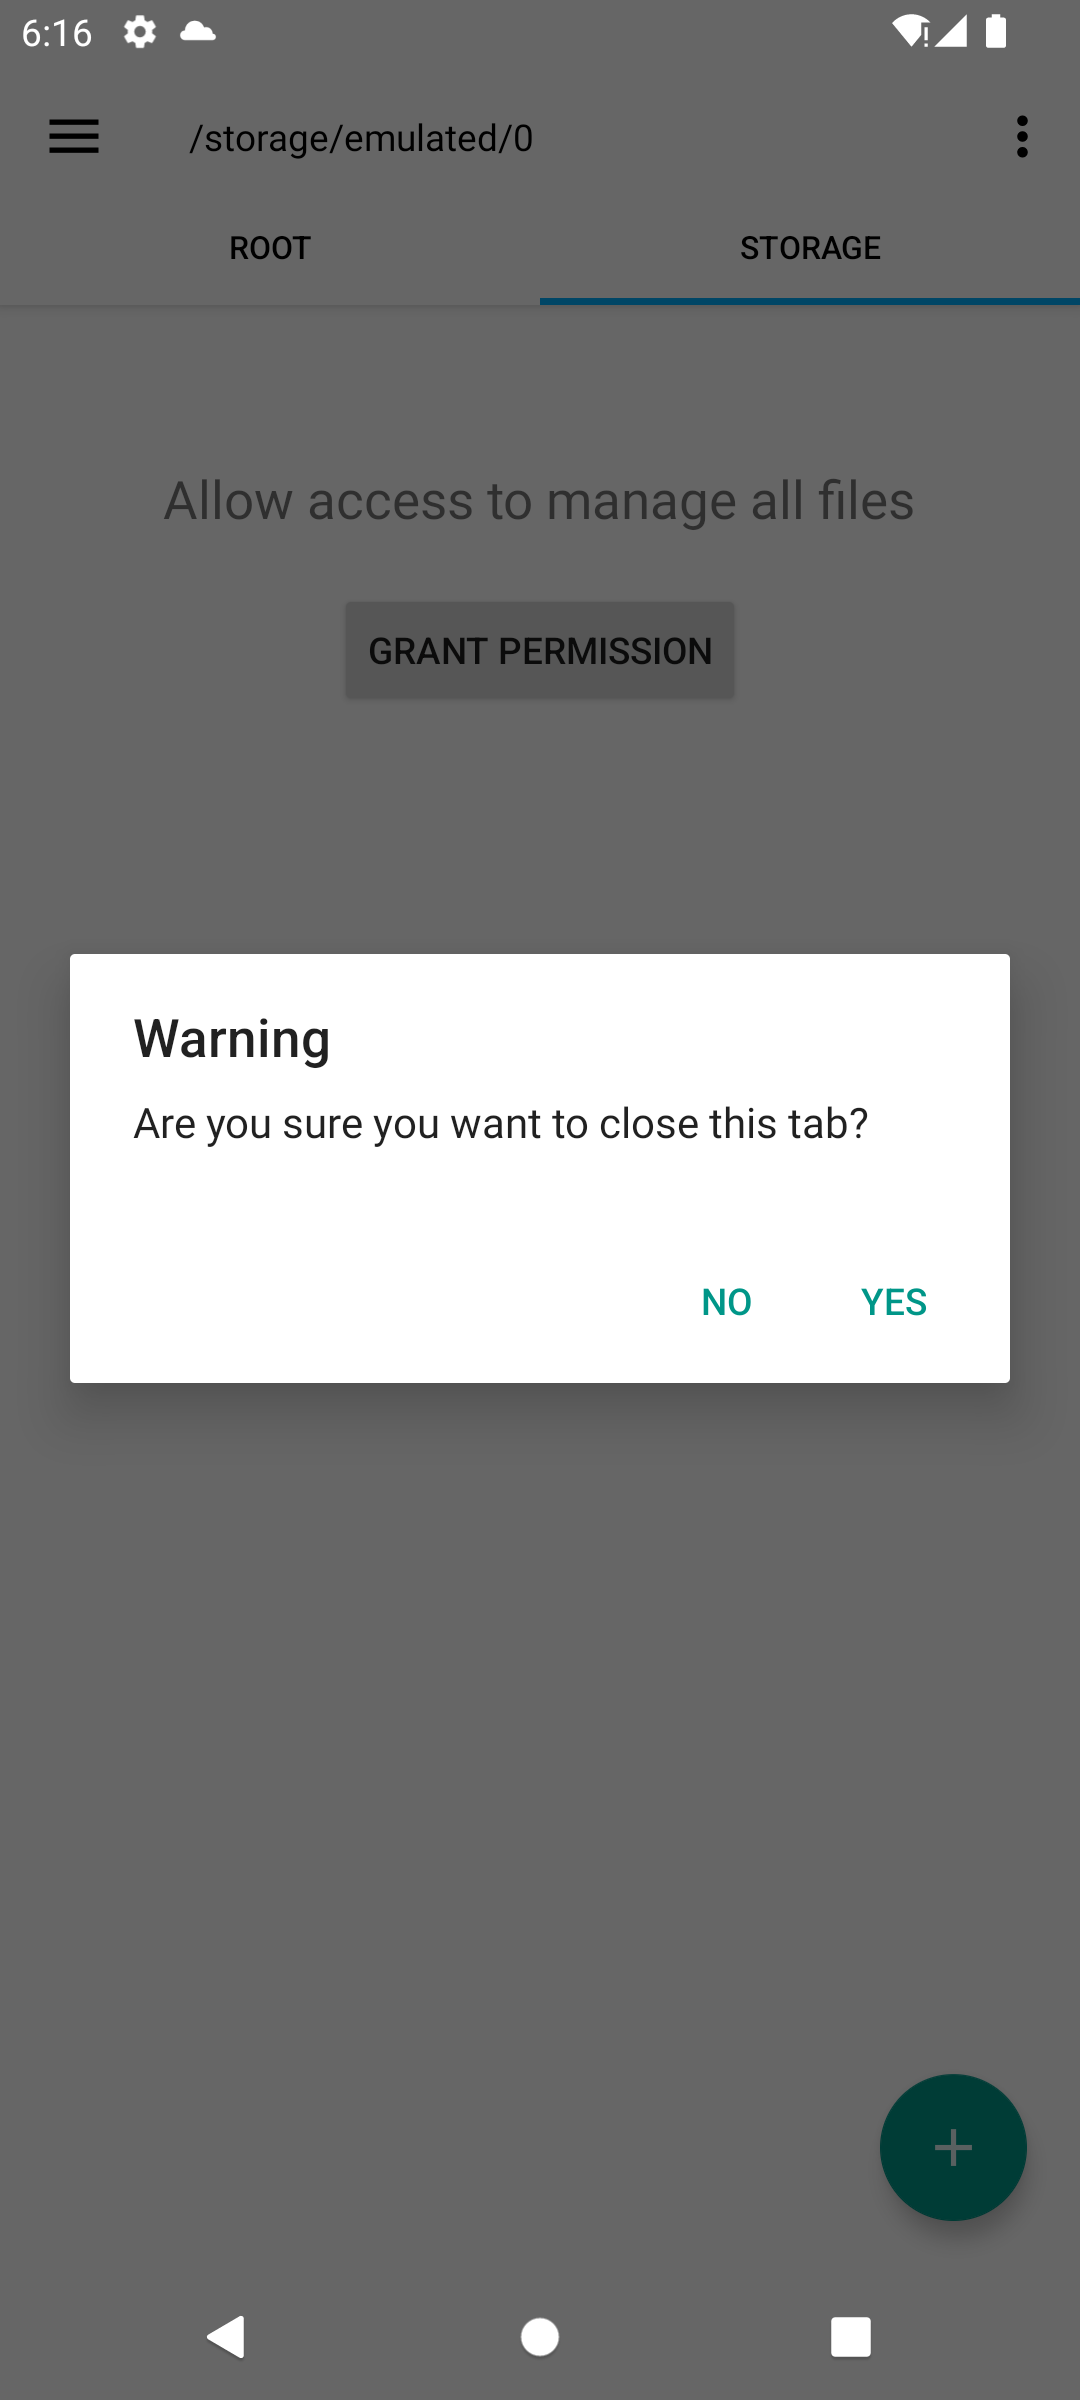 6:16
/storage/emulated/0
ROOT
STORAGE
Allow access to manage all files
GRANT PERMISSION
Warning
Are you sure you want to close this tab?
NO
YES